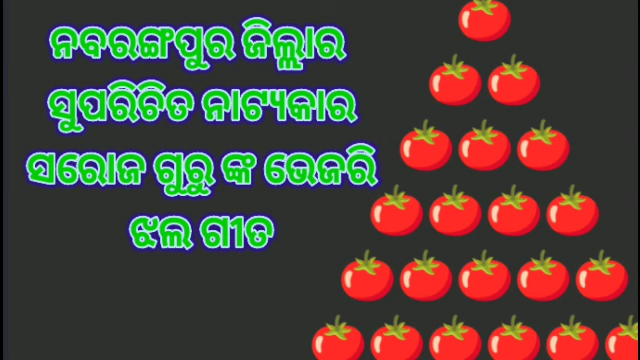 ନବରଙ୍ଗପୁର ଜିଲ୍ଲାର
ସୁପରିଚିତ ନାଟ୍ୟକାର
ସରୋଜ ଗୁରୁ ଙ୍କ ଭେଜରି
ଝଲ ଗୀତ